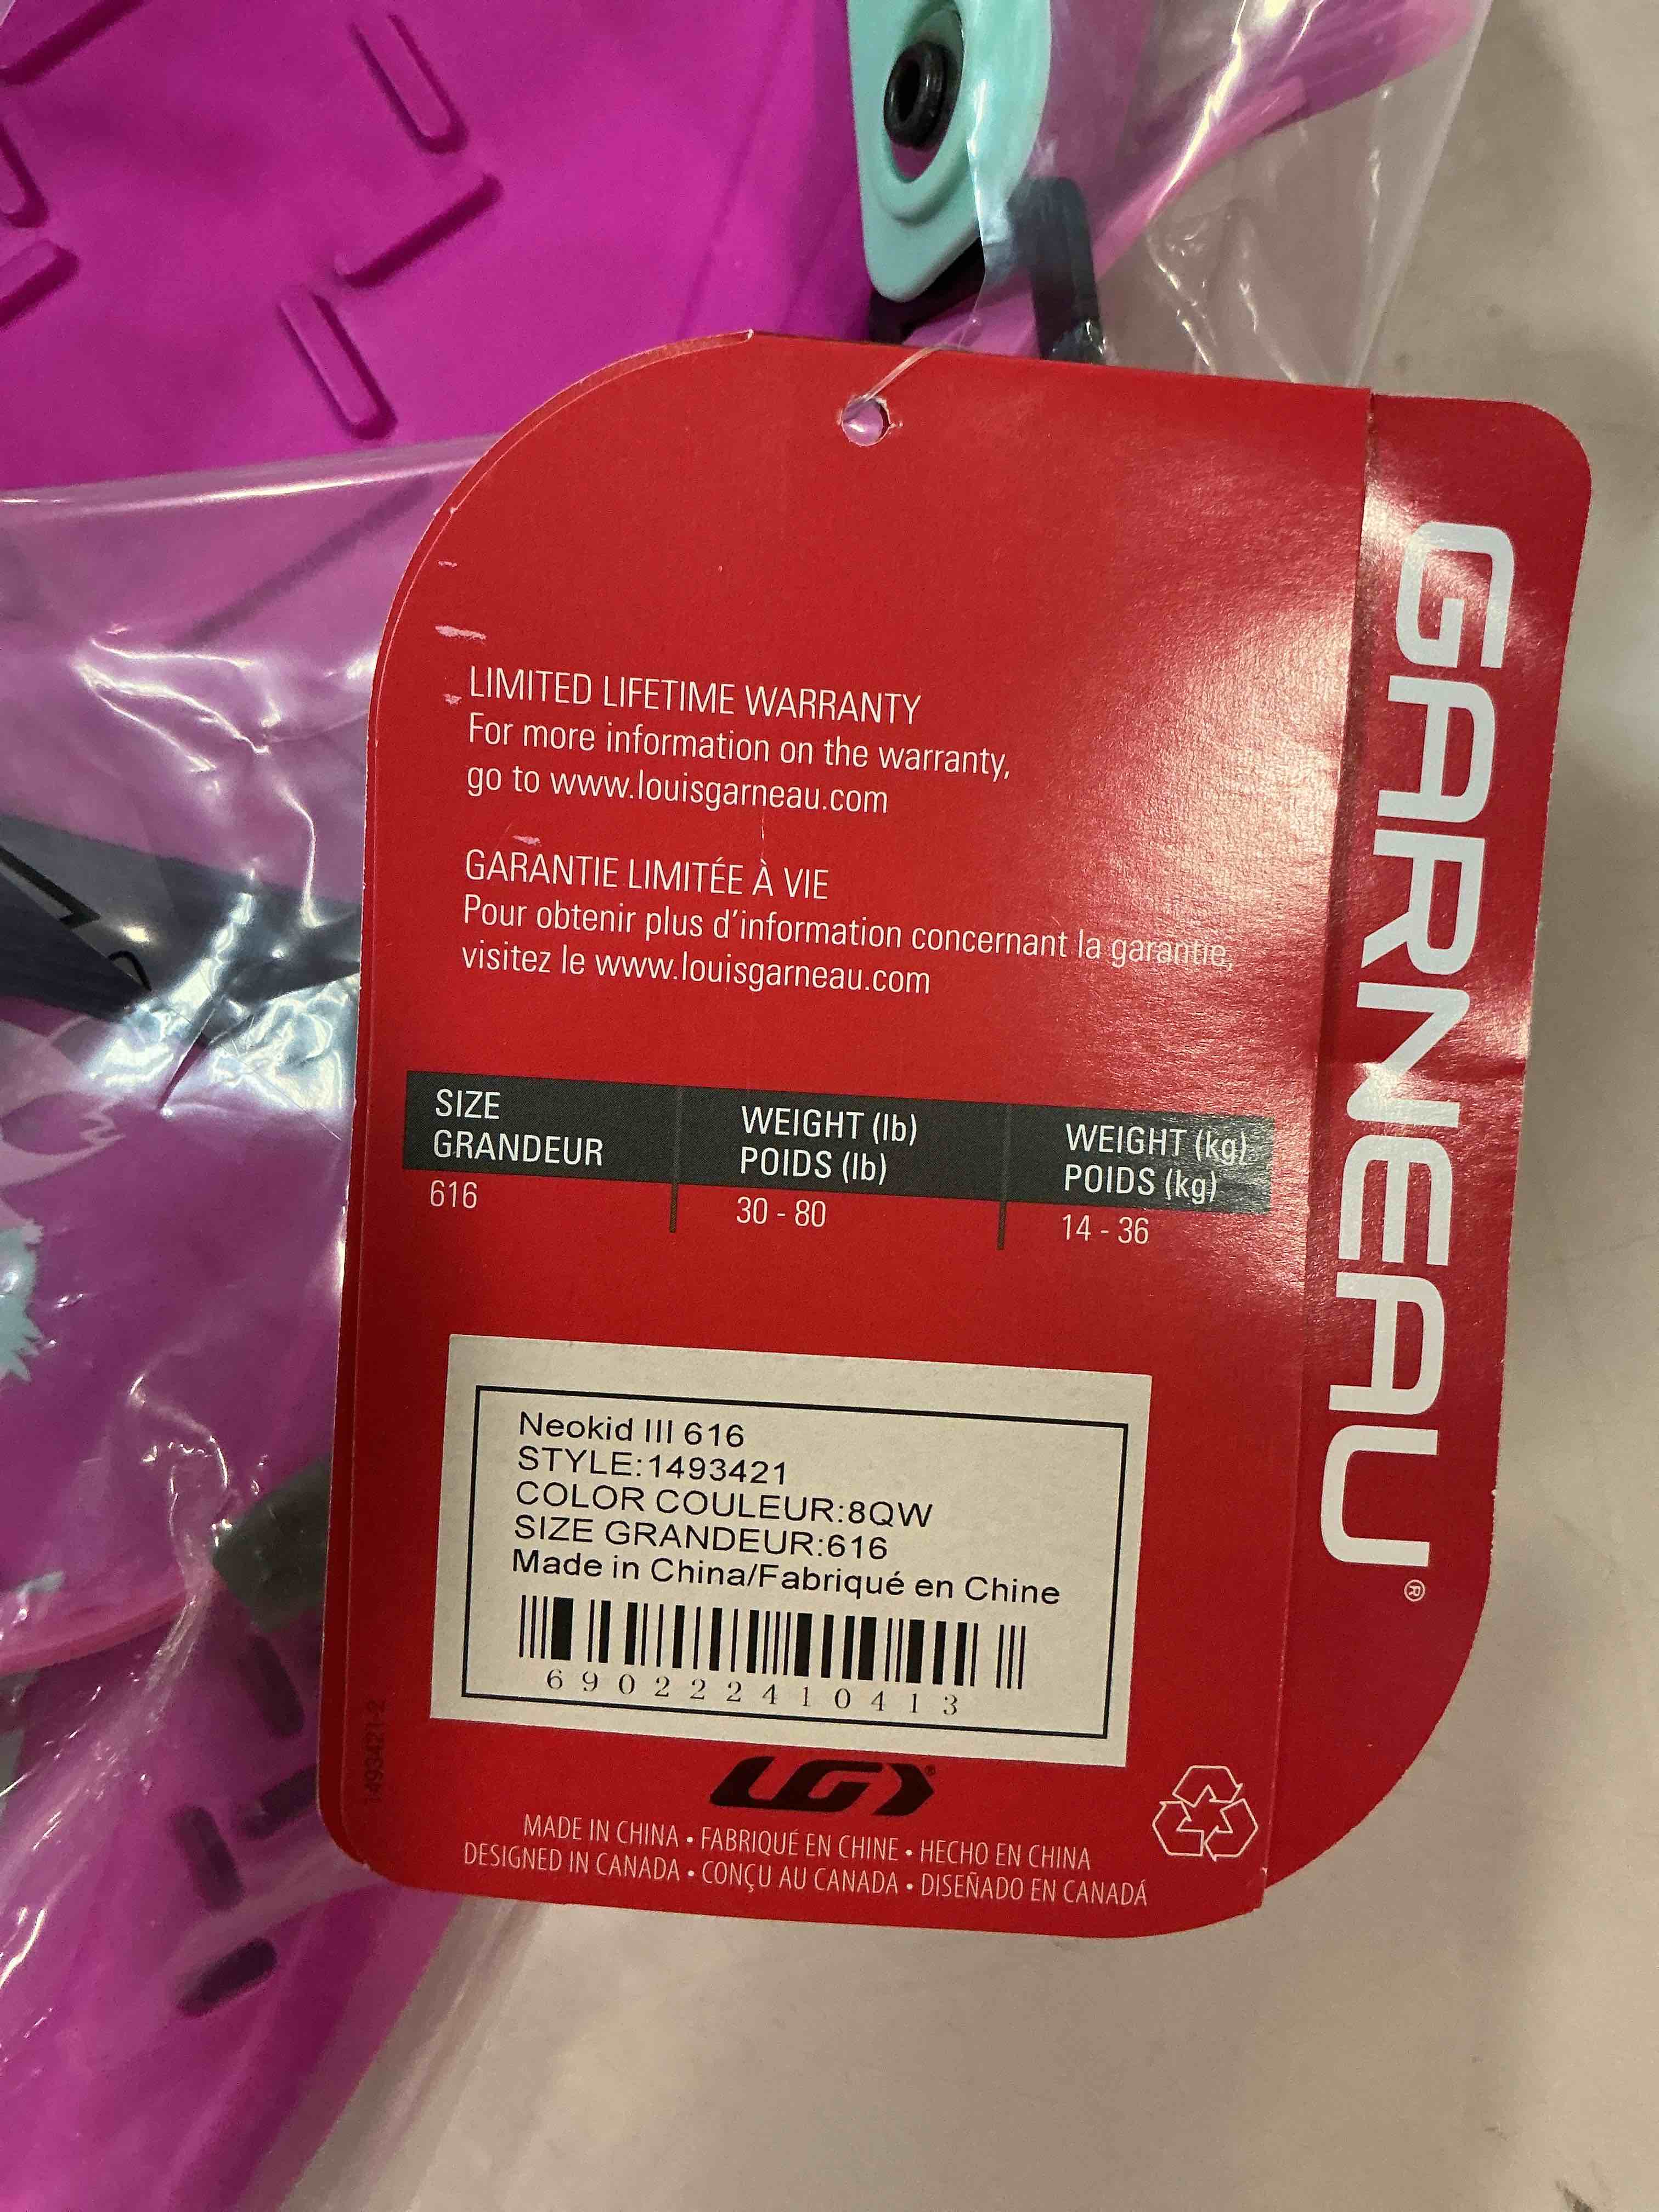 LIMITED LIFETIME WARRANTY
For more information on the warranty,
go to www.louisgarneau.com
GARANTIE LIMITÉE À VIE
Pour obtenir plus d'information concernant la garantie,
visitez le www.louisgarneau.com
SIZE WEIGHT (lb) WEIGHT (kg)
GRANDEUR POIDS (lb) POIDS (kg)
616 30 - 80 14 - 36
Neokid III 616
STYLE:1493421
COLOR COULEUR:8QW
SIZE GRANDEUR:616
Made in China/Fabriqué en Chine
690222410413
LG®
MADE IN CHINA • FABRIQUÉ EN CHINE • HECHO EN CHINA
DESIGNED IN CANADA • CONÇU AU CANADA • DISEÑADO EN CANADÁ
1493421-2
GARNEAU®